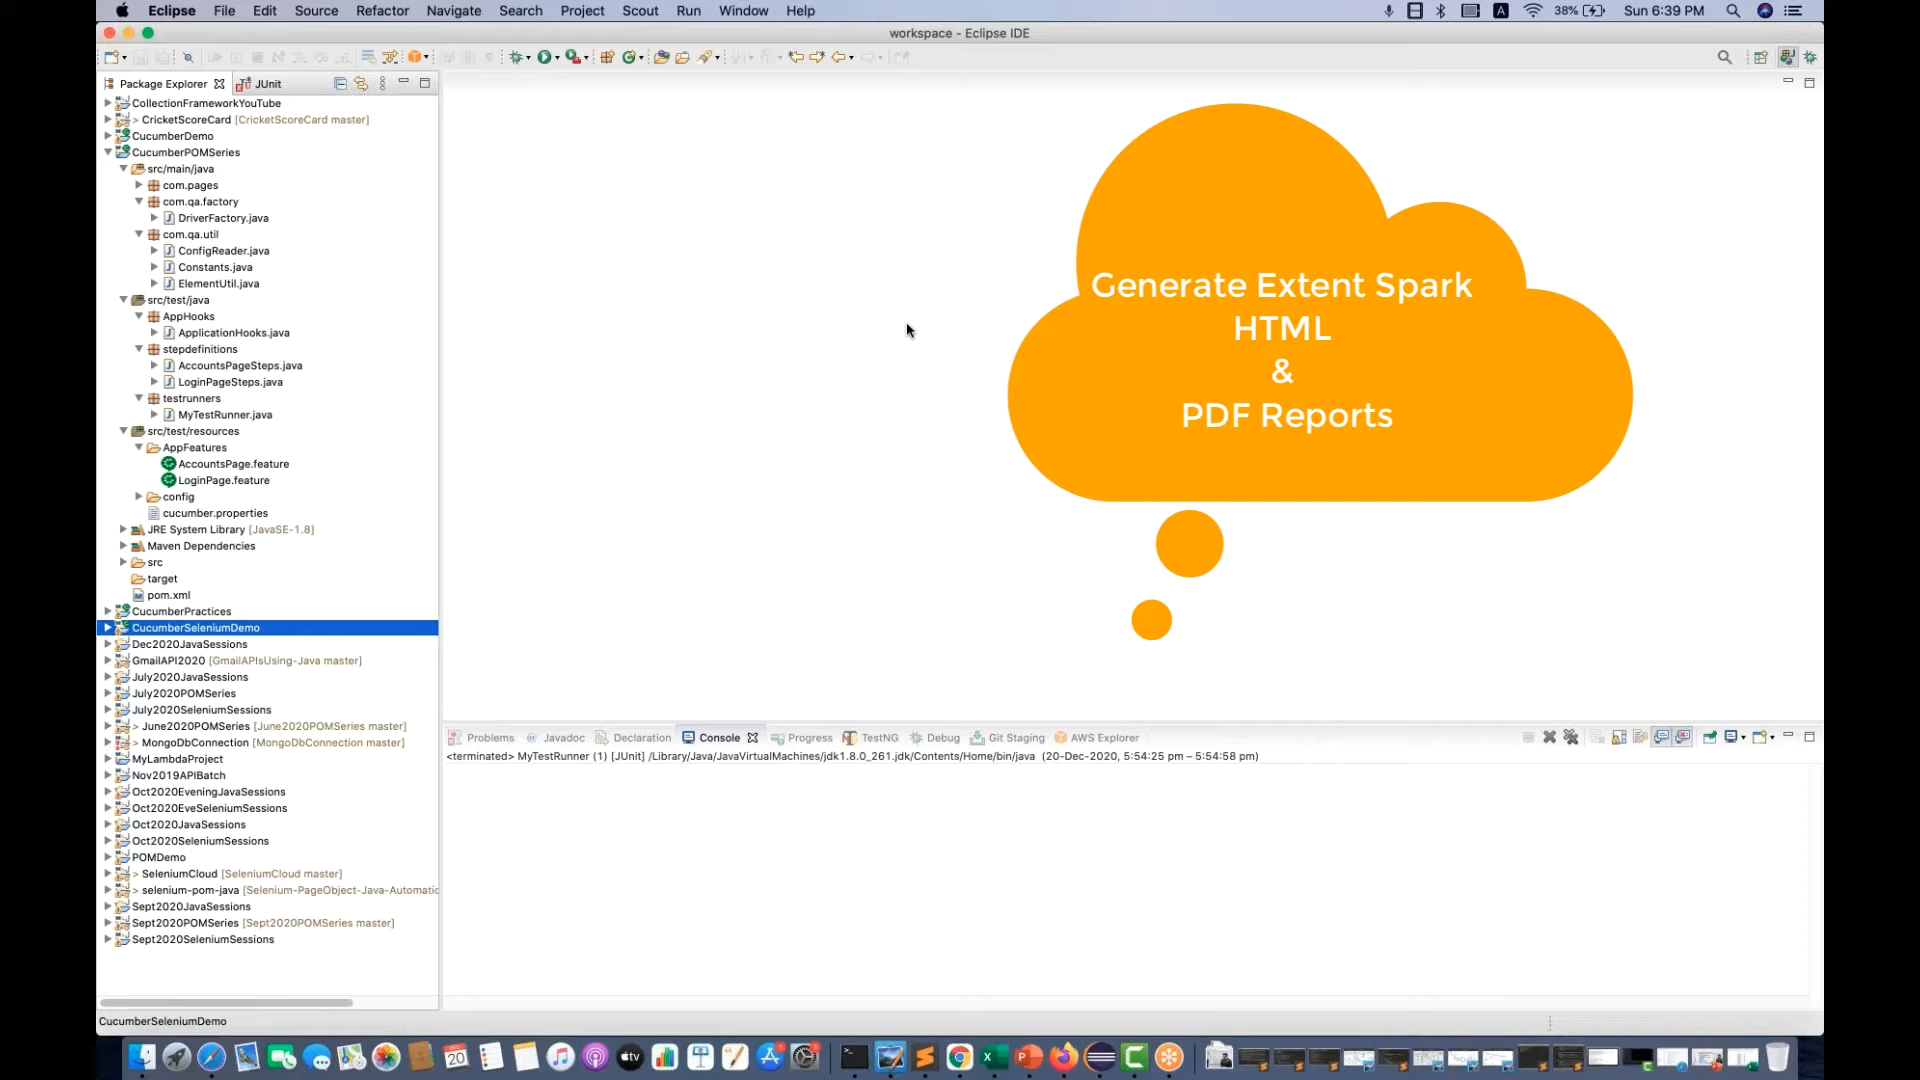 Eclipse File Edit Source Refactor Navigate Search Project Scout Run Window Help
A 38% Sun 6:39 PM
workspace - Eclipse IDE
Package Explorer JUnit
CollectionFrameworkYouTube
> CricketScoreCard [CricketScoreCard master]
CucumberDemo
CucumberPOMSeries
src/main/java
com.pages
com.qa.factory
DriverFactory.java
com.qa.util
ConfigReader.java
Constants.java
ElementUtil.java
src/test/java
AppHooks
ApplicationHooks.java
stepdefinitions
AccountsPageSteps.java
LoginPageSteps.java
testrunners
MyTestRunner.java
src/test/resources
AppFeatures
AccountsPage.feature
LoginPage.feature
config
cucumber.properties
JRE System Library [JavaSE-1.8]
Maven Dependencies
src
target
pom.xml
CucumberPractices
CucumberSeleniumDemo
Dec2020JavaSessions
GmailAPI2020 [GmailAPIsUsing-Java master]
July2020JavaSessions
July2020POMSeries
July2020SeleniumSessions
> June2020POMSeries [June2020POMSeries master]
> MongoDbConnection [MongoDbConnection master]
MyLambdaProject
Nov2019APIBatch
Oct2020EveningJavaSessions
Oct2020EveSeleniumSessions
Oct2020JavaSessions
Oct2020SeleniumSessions
POMDemo
> SeleniumCloud [SeleniumCloud master]
> selenium-pom-java [Selenium-PageObject-Java-Automatic
Sept2020JavaSessions
Sept2020POMSeries [Sept2020POMSeries master]
Sept2020SeleniumSessions
Generate Extent Spark
HTML
&
PDF Reports
Problems Javadoc Declaration Console Progress TestNG Debug Git Staging AWS Explorer
<terminated> MyTestRunner (1) [JUnit] /Library/Java/JavaVirtualMachines/jdk1.8.0_261.jdk/Contents/Home/bin/java (20-Dec-2020, 5:54:25 pm – 5:54:58 pm)
CucumberSeleniumDemo
20
tv